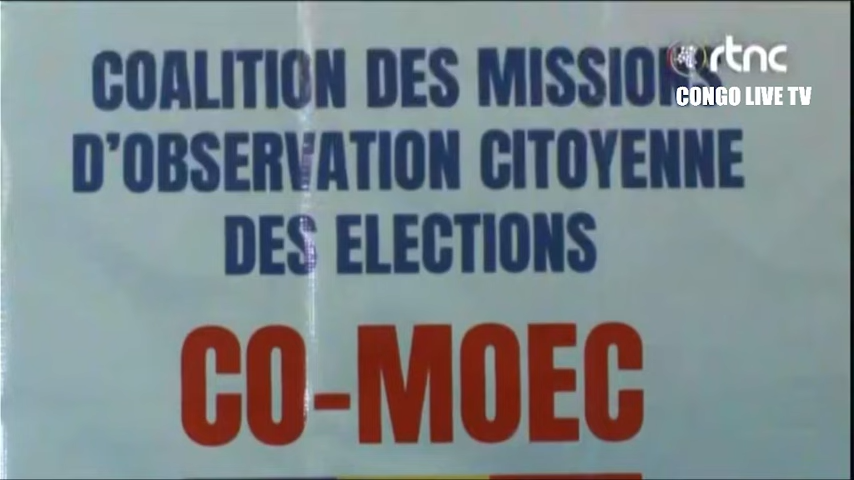 COALITION DES MISSIONS
D'OBSERVATION CITOYENNE
DES ELECTIONS
CO-MOEC
rtnc
CONGO LIVE TV